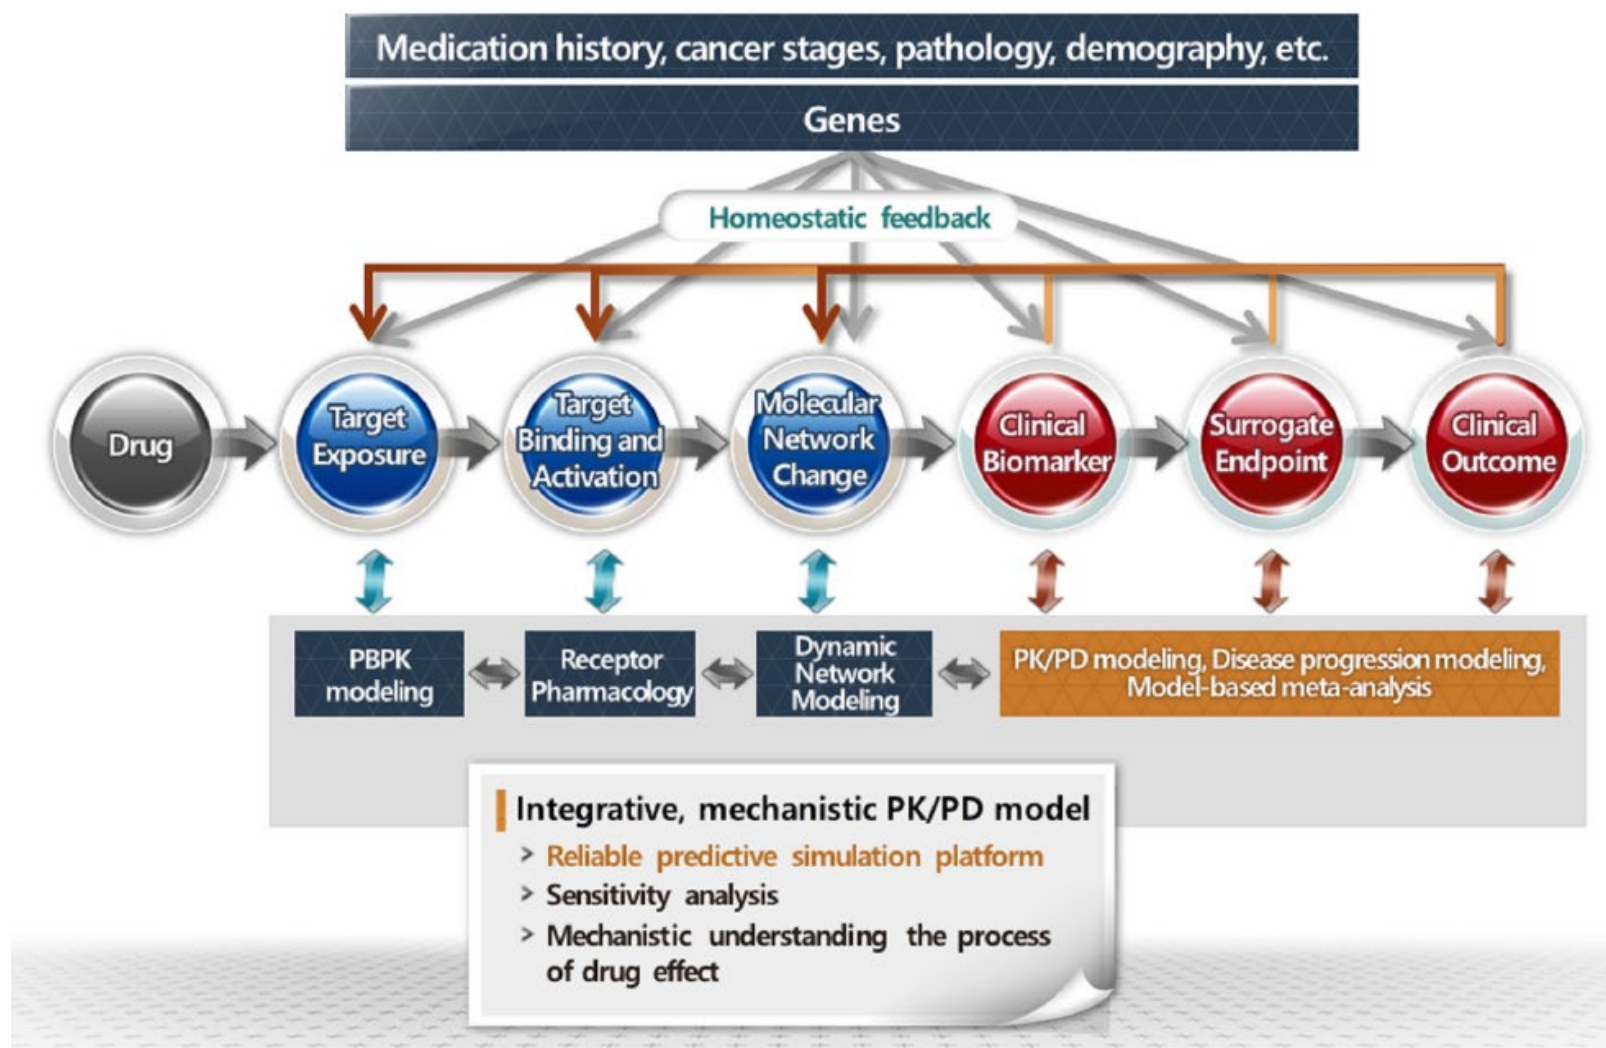 Medication history, cancer stages, pathology, demography, etc.
Genes
Homeostatic feedback
Drug
Target
Exposure
Target
Binding and
Activation
Molecular
Network
Change
Clinical
Biomarker
Surrogate
Endpoint
Clinical
Outcome
PBPK
modeling
Receptor
Pharmacology
Dynamic
Network
Modeling
PK/PD modeling, Disease progression modeling,
Model-based meta-analysis
Integrative, mechanistic PK/PD model
> Reliable predictive simulation platform
> Sensitivity analysis
> Mechanistic understanding the process
of drug effect